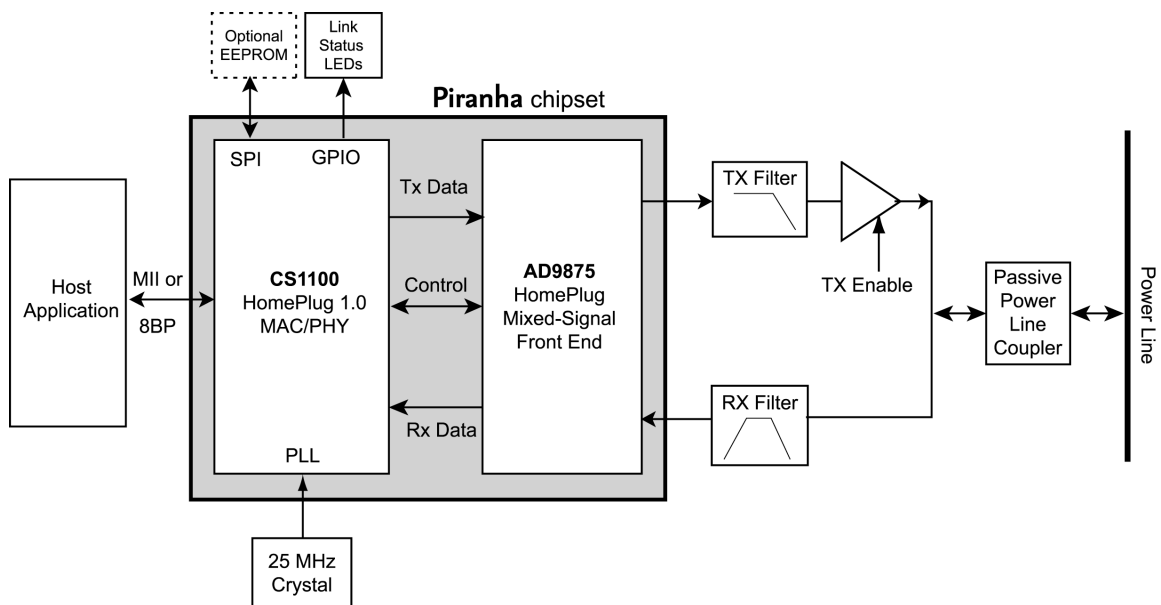 Optional
EEPROM
Link
Status
LEDs
Piranha chipset
SPI
GPIO
Host
Application
MII or
8BP
CS1100
HomePlug 1.0
MAC/PHY
PLL
25 MHz
Crystal
Tx Data
Control
Rx Data
AD9875
HomePlug
Mixed-Signal
Front End
TX Filter
TX Enable
RX Filter
Passive
Power
Line
Coupler
Power Line